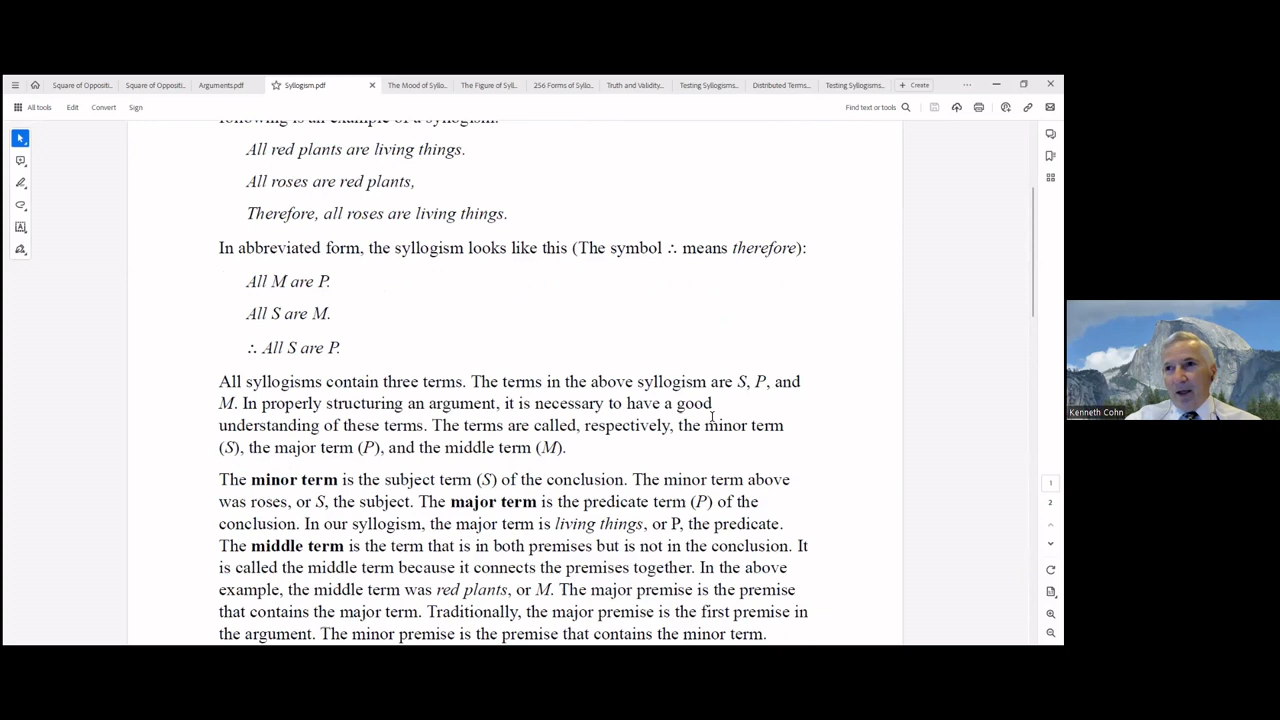 Square of Oppositi... Square of Oppositi... Arguments.pdf Syllogism.pdf The Mood of Syllo... The Figure of Syll... 256 Forms of Syllo... Truth and Validity... Testing Syllogisms... Distributed Terms... Testing Syllogisms... + Create
All tools Edit Convert Sign Find text or tools
following is an example of a syllogism:
All red plants are living things.
All roses are red plants,
Therefore, all roses are living things.
In abbreviated form, the syllogism looks like this (The symbol ∴ means therefore):
All M are P.
All S are M.
∴ All S are P.
All syllogisms contain three terms. The terms in the above syllogism are S, P, and
M. In properly structuring an argument, it is necessary to have a good
understanding of these terms. The terms are called, respectively, the minor term
(S), the major term (P), and the middle term (M).
The minor term is the subject term (S) of the conclusion. The minor term above
was roses, or S, the subject. The major term is the predicate term (P) of the
conclusion. In our syllogism, the major term is living things, or P, the predicate.
The middle term is the term that is in both premises but is not in the conclusion. It
is called the middle term because it connects the premises together. In the above
example, the middle term was red plants, or M. The major premise is the premise
that contains the major term. Traditionally, the major premise is the first premise in
the argument. The minor premise is the premise that contains the minor term.
1
2
Kenneth Cohn